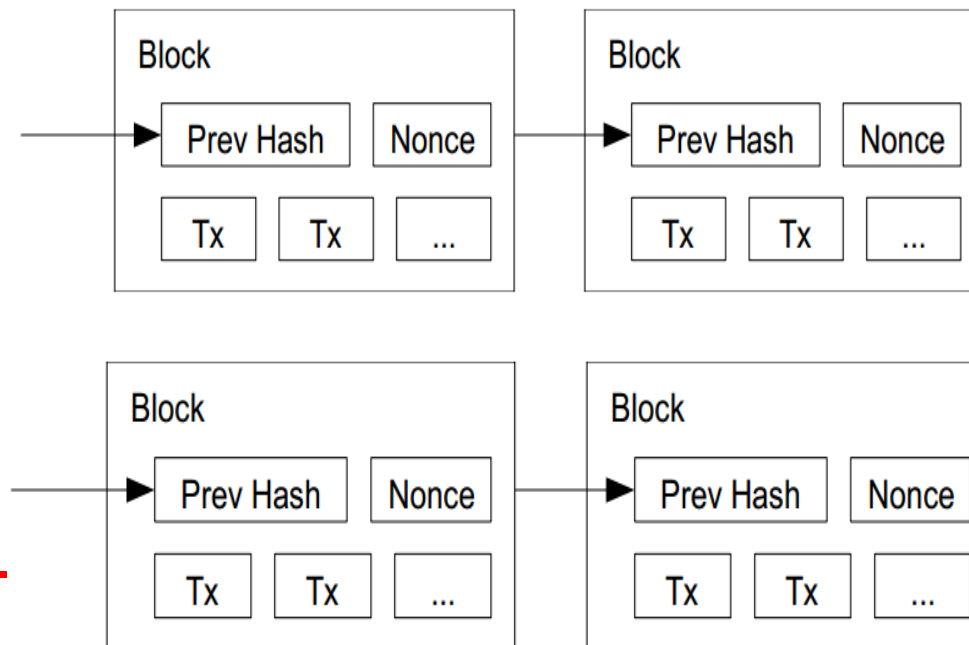 Block Block
Prev Hash Nonce Prev Hash Nonce
Tx Tx ... Tx Tx ...
Block Block
Prev Hash Nonce Prev Hash Nonce
Tx Tx ... Tx Tx ...